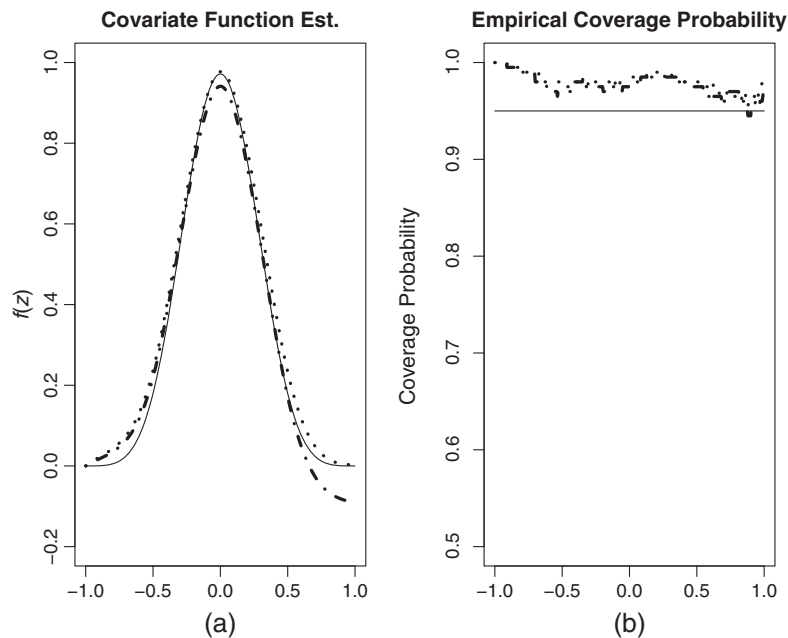 Covariate Function Est.
f(z)
1.0
0.8
0.6
0.4
0.2
0.0
−0.2
−1.0 −0.5 0.0 0.5 1.0
(a)
Empirical Coverage Probability
Coverage Probability
1.0
0.9
0.8
0.7
0.6
0.5
−1.0 −0.5 0.0 0.5 1.0
(b)